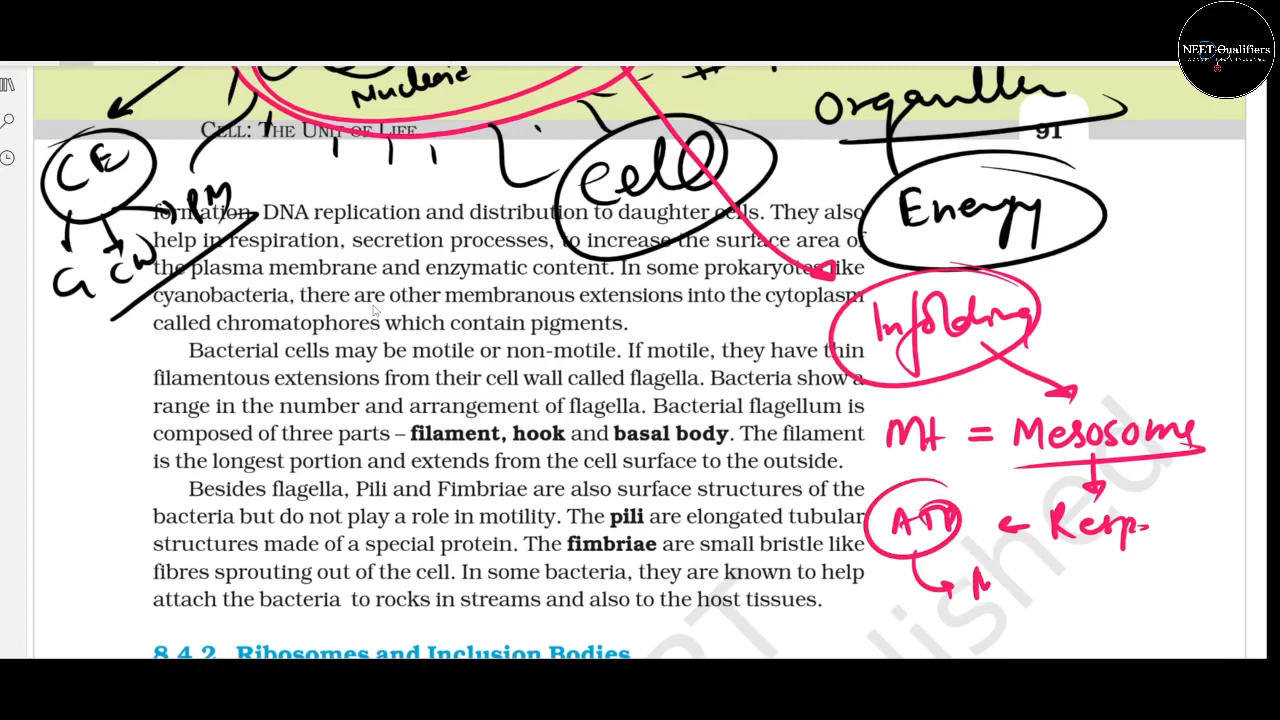 NEET-Qualifiers
Nucleoid
Organelles
CELL: THE UNIT OF LIFE
91
CE
Cell
PM
Energy
G CW
formation, DNA replication and distribution to daughter cells. They also
help in respiration, secretion processes, to increase the surface area of
the plasma membrane and enzymatic content. In some prokaryotes like
cyanobacteria, there are other membranous extensions into the cytoplasm
called chromatophores which contain pigments.
Infolding
Bacterial cells may be motile or non-motile. If motile, they have thin
filamentous extensions from their cell wall called flagella. Bacteria show a
range in the number and arrangement of flagella. Bacterial flagellum is
composed of three parts – filament, hook and basal body. The filament
is the longest portion and extends from the cell surface to the outside.
Mt = Mesosome
Besides flagella, Pili and Fimbriae are also surface structures of the
bacteria but do not play a role in motility. The pili are elongated tubular
structures made of a special protein. The fimbriae are small bristle like
fibres sprouting out of the cell. In some bacteria, they are known to help
attach the bacteria to rocks in streams and also to the host tissues.
ATP ← Resp
8.4.2 Ribosomes and Inclusion Bodies